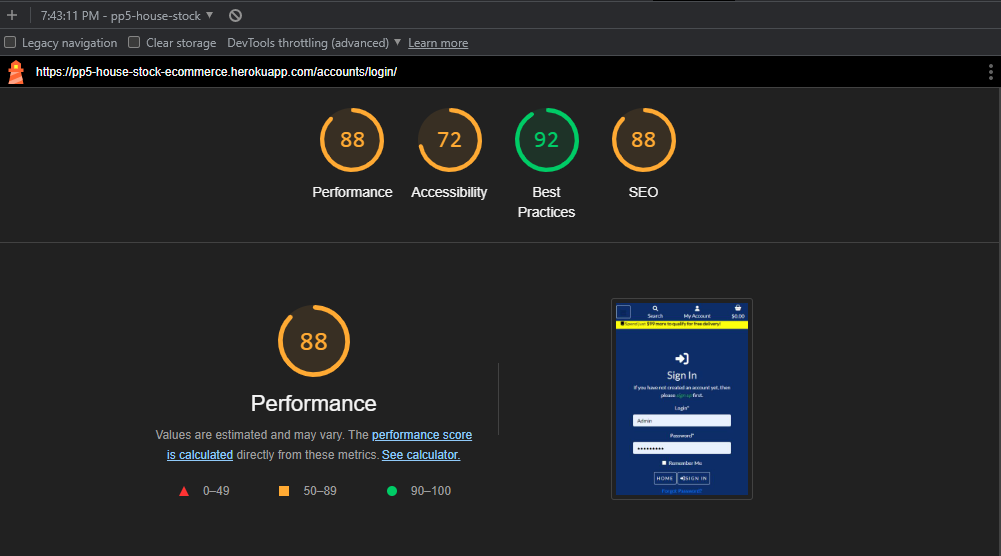 7:43:11 PM - pp5-house-stock
Legacy navigation Clear storage DevTools throttling (advanced) Learn more
https://pp5-house-stock-ecommerce.herokuapp.com/accounts/login/
88 72 92 88
Performance Accessibility Best Practices SEO
88
Performance
Values are estimated and may vary. The performance score
is calculated directly from these metrics. See calculator.
0–49 50–89 90–100
Search My Account $0.00
$99 more to qualify for free delivery!
Sign In
If you have not created an account yet, then
please sign up first.
Login*
Admin
Password*
•••••••••
Remember Me
HOME SIGN IN
Forgot Password?